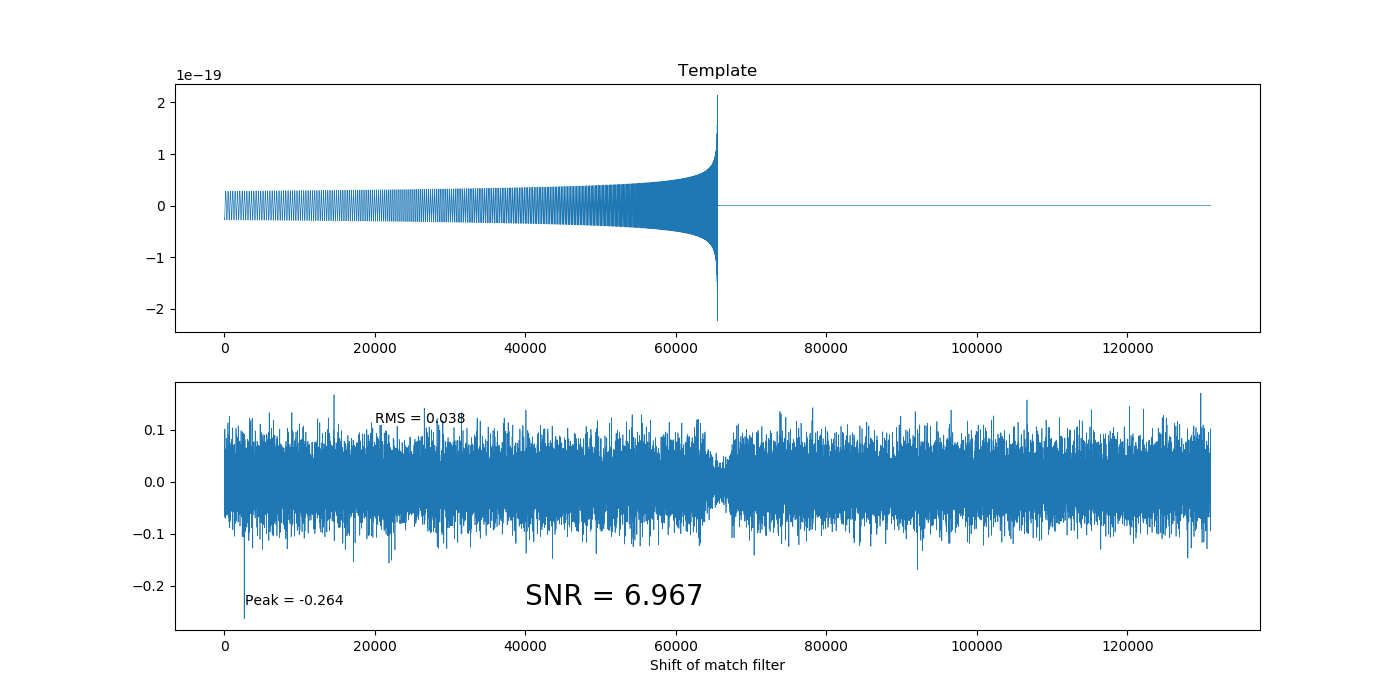 Template
1e−19
2
1
0
−1
−2
0 20000 40000 60000 80000 100000 120000
0.1
0.0
−0.1
−0.2
RMS = 0.038
Peak = -0.264
SNR = 6.967
0 20000 40000 60000 80000 100000 120000
Shift of match filter